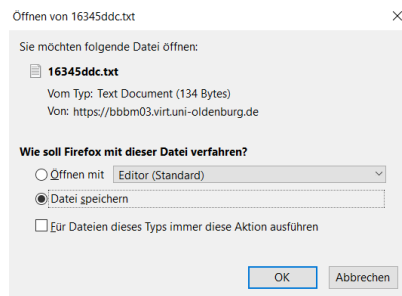 Öffnen von 16345ddc.txt
Sie möchten folgende Datei öffnen:
16345ddc.txt
Vom Typ: Text Document (134 Bytes)
Von: https://bbbm03.virt.uni-oldenburg.de
Wie soll Firefox mit dieser Datei verfahren?
Öffnen mit Editor (Standard)
Datei speichern
Für Dateien dieses Typs immer diese Aktion ausführen
OK Abbrechen